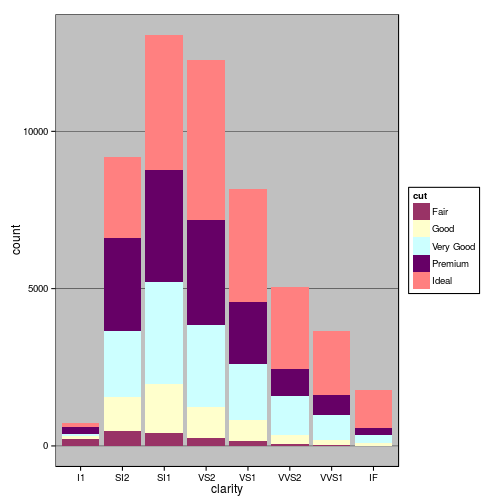 10000
5000
0
count
I1 SI2 SI1 VS2 VS1 VVS2 VVS1 IF
clarity
cut
Fair
Good
Very Good
Premium
Ideal